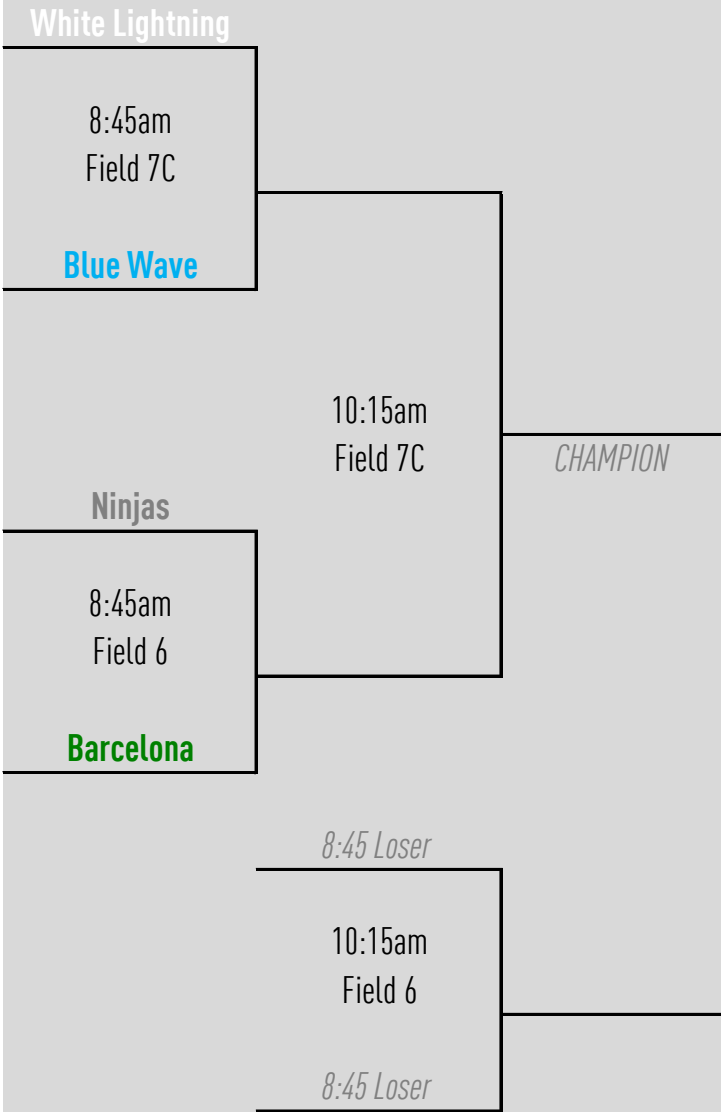 White Lightning
8:45am
Field 7C
Blue Wave
10:15am
Field 7C
CHAMPION
Ninjas
8:45am
Field 6
Barcelona
8:45 Loser
10:15am
Field 6
8:45 Loser